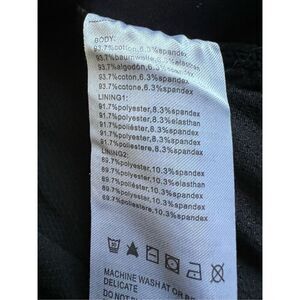 BODY:
93.7%cotton,6.3%spandex
93.7%baumwolle,6.3%elasthan
93.7%algodón,6.3%spandex
93.7%cotone,6.3%spandex
93.7%cotone,6.3%spandex
LINING1:
91.7%polyester,8.3%spandex
91.7%polyester,8.3%elasthan
91.7%poliéster,8.3%spandex
91.7%polyester,8.3%spandex
91.7%poliestere,8.3%spandex
LINING2:
89.7%polyester,10.3%spandex
89.7%polyester,10.3%elasthan
89.7%poliéster,10.3%spandex
89.7%polyester,10.3%spandex
89.7%poliestere,10.3%spandex
MACHINE WASH AT OR BEL
DELICATE
DO NOT